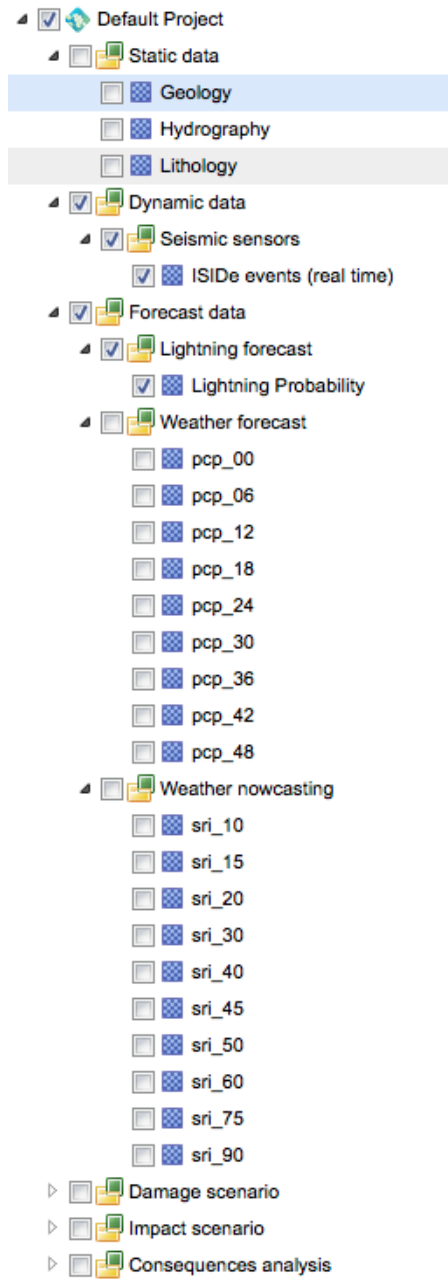 Default Project
Static data
Geology
Hydrography
Lithology
Dynamic data
Seismic sensors
ISIDe events (real time)
Forecast data
Lightning forecast
Lightning Probability
Weather forecast
pcp_00
pcp_06
pcp_12
pcp_18
pcp_24
pcp_30
pcp_36
pcp_42
pcp_48
Weather nowcasting
sri_10
sri_15
sri_20
sri_30
sri_40
sri_45
sri_50
sri_60
sri_75
sri_90
Damage scenario
Impact scenario
Consequences analysis